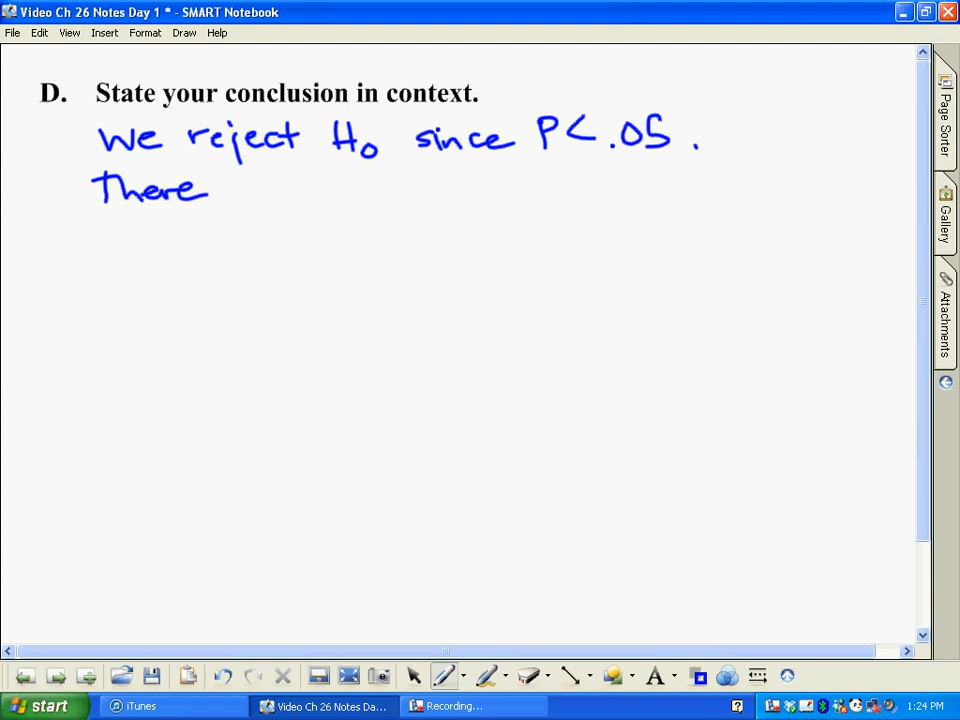 Video Ch 26 Notes Day 1 * - SMART Notebook
File Edit View Insert Format Draw Help
D. State your conclusion in context.
We reject H₀ since P < .05 .
There
Page Sorter
Gallery
Attachments
A
start
iTunes
Video Ch 26 Notes Da...
Recording...
1:24 PM